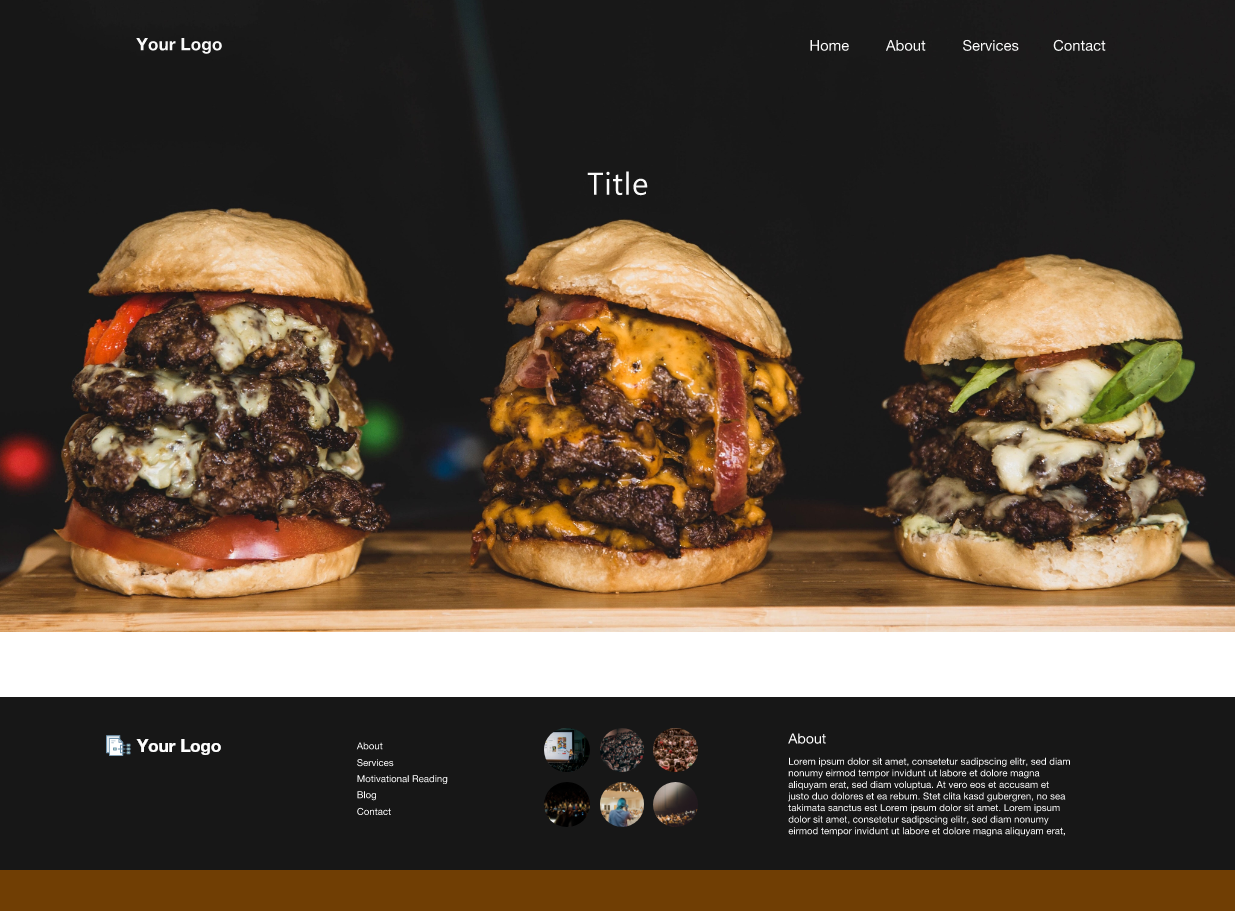 Your Logo
Home About Services Contact
Title
Your Logo
About
Services
Motivational Reading
Blog
Contact
About
Lorem ipsum dolor sit amet, consetetur sadipscing elitr, sed diam
nonumy eirmod tempor invidunt ut labore et dolore magna
aliquyam erat, sed diam voluptua. At vero eos et accusam et
justo duo dolores et ea rebum. Stet clita kasd gubergren, no sea
takimata sanctus est Lorem ipsum dolor sit amet. Lorem ipsum
dolor sit amet, consetetur sadipscing elitr, sed diam nonumy
eirmod tempor invidunt ut labore et dolore magna aliquyam erat,